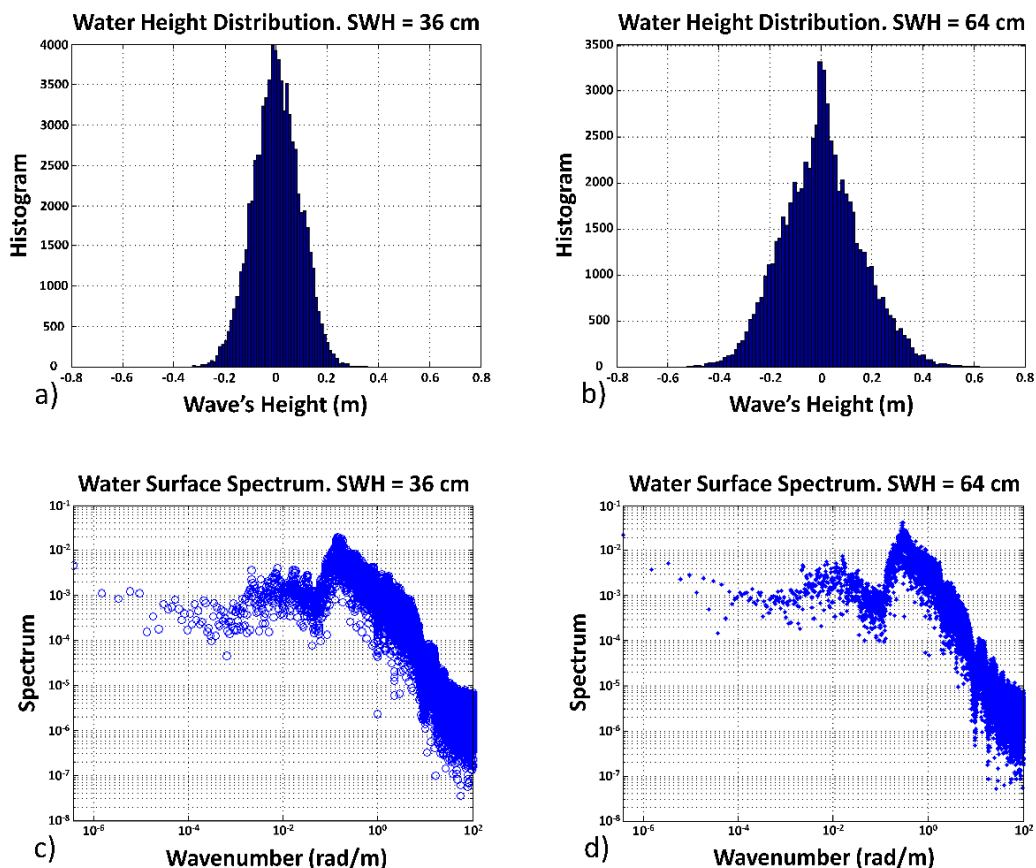 Water Height Distribution. SWH = 36 cm
4000
3500
3000
2500
2000
1500
1000
500
0
Histogram
-0.8 -0.6 -0.4 -0.2 0 0.2 0.4 0.6 0.8
a)
Wave's Height (m)
Water Height Distribution. SWH = 64 cm
3500
3000
2500
2000
1500
1000
500
0
Histogram
-0.8 -0.6 -0.4 -0.2 0 0.2 0.4 0.6 0.8
b)
Wave's Height (m)
Water Surface Spectrum. SWH = 36 cm
10⁻¹
10⁻²
10⁻³
10⁻⁴
10⁻⁵
10⁻⁶
10⁻⁷
10⁻⁸
Spectrum
10⁻⁶ 10⁻⁴ 10⁻² 10⁰ 10²
c)
Wavenumber (rad/m)
Water Surface Spectrum. SWH = 64 cm
10⁻¹
10⁻²
10⁻³
10⁻⁴
10⁻⁵
10⁻⁶
10⁻⁷
10⁻⁸
Spectrum
10⁻⁶ 10⁻⁴ 10⁻² 10⁰ 10²
d)
Wavenumber (rad/m)